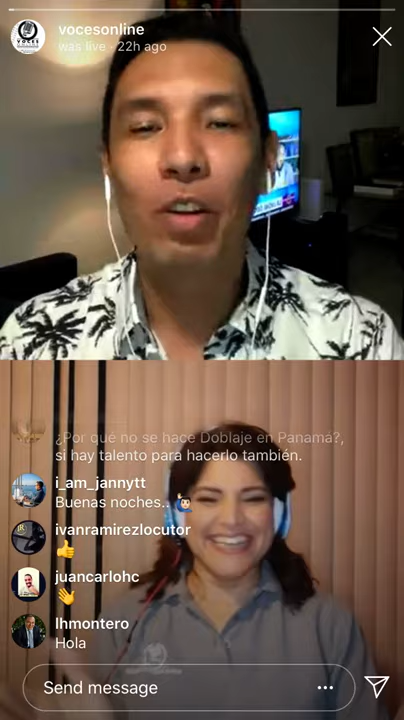 vocesonline
was live · 22h ago
VOCES
¿Por qué no se hace Doblaje en Panamá?,
si hay talento para hacerlo también.
i_am_jannytt
Buenas noches..🙋🏻‍♂️
ivanramirezlocutor
👍
juancarlohc
👋
lhmontero
Hola
Send message